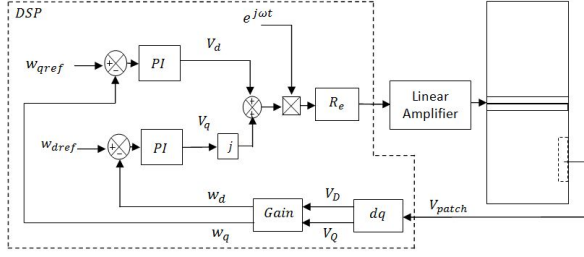 DSP
e^{jωt}
V_d
w_{qref}
PI
V_q
R_e
Linear
Amplifier
w_{dref}
PI
j
w_d
V_D
Gain
dq
V_{patch}
w_q
V_Q